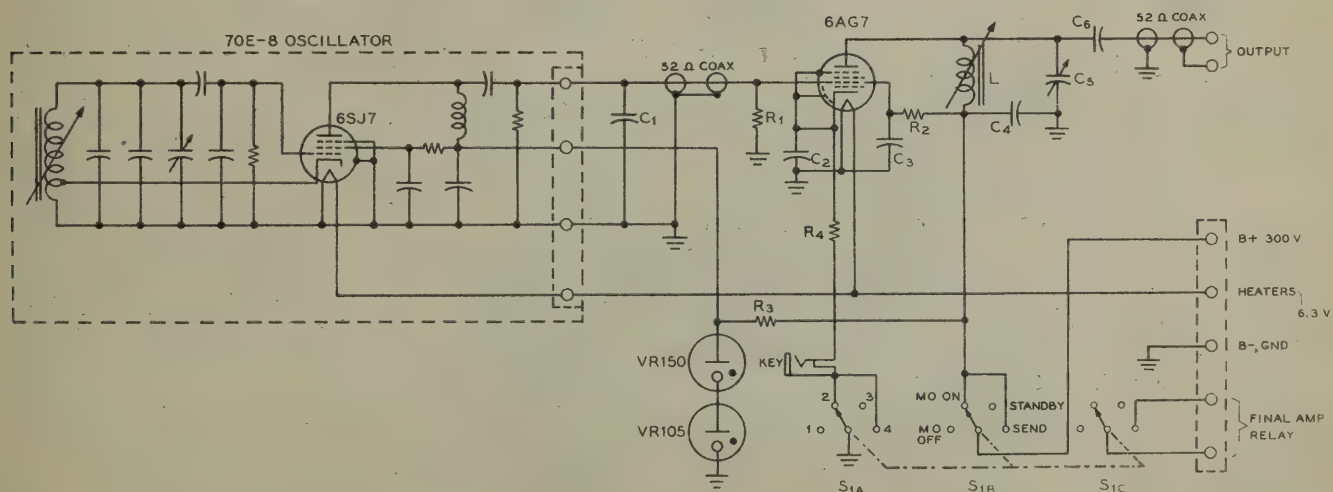 70E-8 OSCILLATOR
6SJ7
C1
52 Ω COAX
R1
6AG7
C2
C3
R2
L
C4
C5
C6
52 Ω COAX
OUTPUT
R4
R3
VR150
VR105
KEY
1
2
3
4
S1A
MO ON
MO OFF
STANDBY
SEND
S1B
S1C
B+ 300 V
HEATERS
6.3 V
B-, GND
FINAL AMP
RELAY